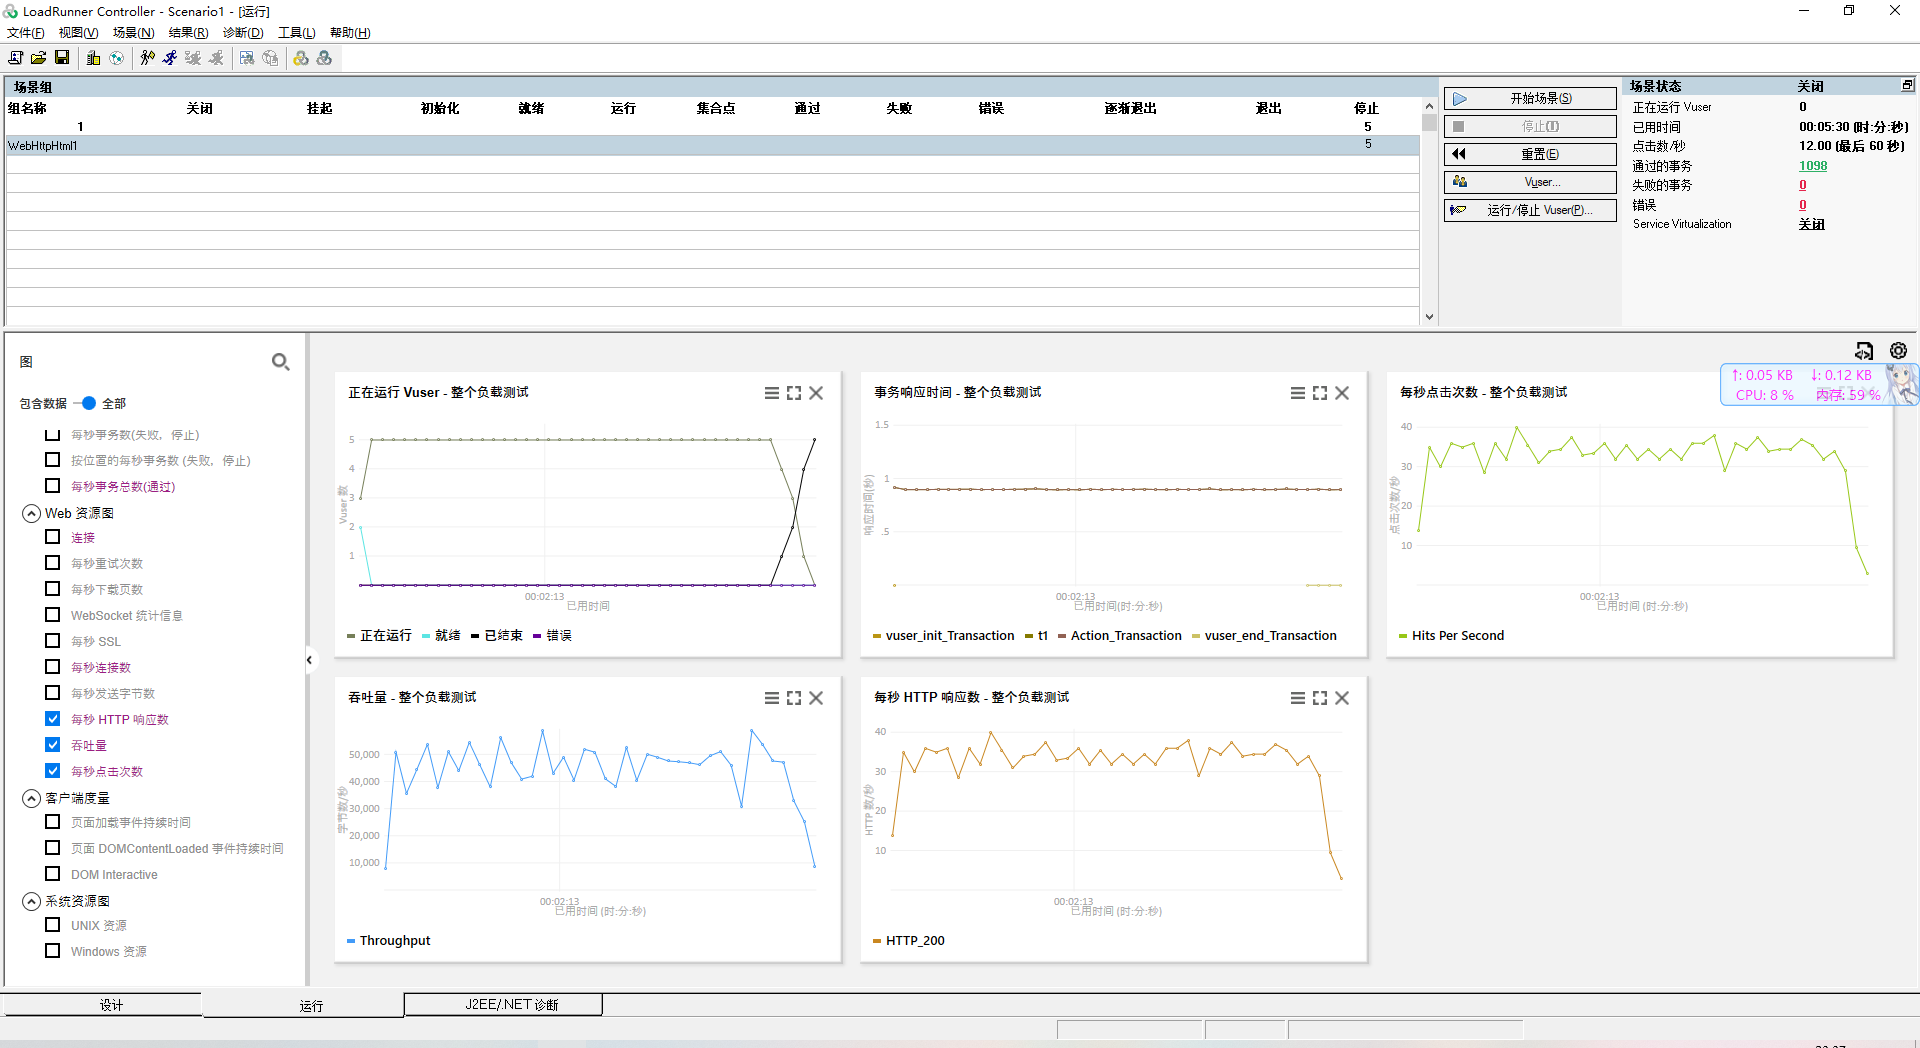 LoadRunner Controller - Scenario1 - [运行]
文件(F) 视图(V) 场景(N) 结果(R) 诊断(D) 工具(L) 帮助(H)
场景组
组名称 关闭 挂起 初始化 就绪 运行 集合点 通过 失败 错误 逐渐退出 退出 停止
1 5
WebHttpHtml1 5
开始场景(S)
停止(I)
重置(E)
Vuser...
运行/停止 Vuser(P)...
场景状态 关闭
正在运行 Vuser 0
已用时间 00:05:30 (时:分:秒)
点击数/秒 12.00 (最后 60 秒)
通过的事务 1098
失败的事务 0
错误 0
Service Virtualization 关闭
↑: 0.05 KB ↓: 0.12 KB
CPU: 8 % 内存: 59 %
图
包含数据 全部
每秒事务数(失败, 停止)
按位置的每秒事务数 (失败, 停止)
每秒事务总数(通过)
Web 资源图
连接
每秒重试次数
每秒下载页数
WebSocket 统计信息
每秒 SSL
每秒连接数
每秒发送字节数
每秒 HTTP 响应数
吞吐量
每秒点击次数
客户端度量
页面加载事件持续时间
页面 DOMContentLoaded 事件持续时间
DOM Interactive
系统资源图
UNIX 资源
Windows 资源
正在运行 Vuser - 整个负载测试
5
4
3
2
1
Vuser 数
00:02:13
已用时间
正在运行 就绪 已结束 错误
事务响应时间 - 整个负载测试
1.5
1
.5
响应时间(秒)
00:02:13
已用时间(时:分:秒)
vuser_init_Transaction t1 Action_Transaction vuser_end_Transaction
每秒点击次数 - 整个负载测试
40
30
20
10
点击次数/秒
00:02:13
已用时间 (时:分:秒)
Hits Per Second
吞吐量 - 整个负载测试
50,000
40,000
30,000
20,000
10,000
字节数/秒
00:02:13
已用时间 (时:分:秒)
Throughput
每秒 HTTP 响应数 - 整个负载测试
40
30
20
10
HTTP 数/秒
00:02:13
已用时间 (时:分:秒)
HTTP_200
设计 运行 J2EE/.NET 诊断